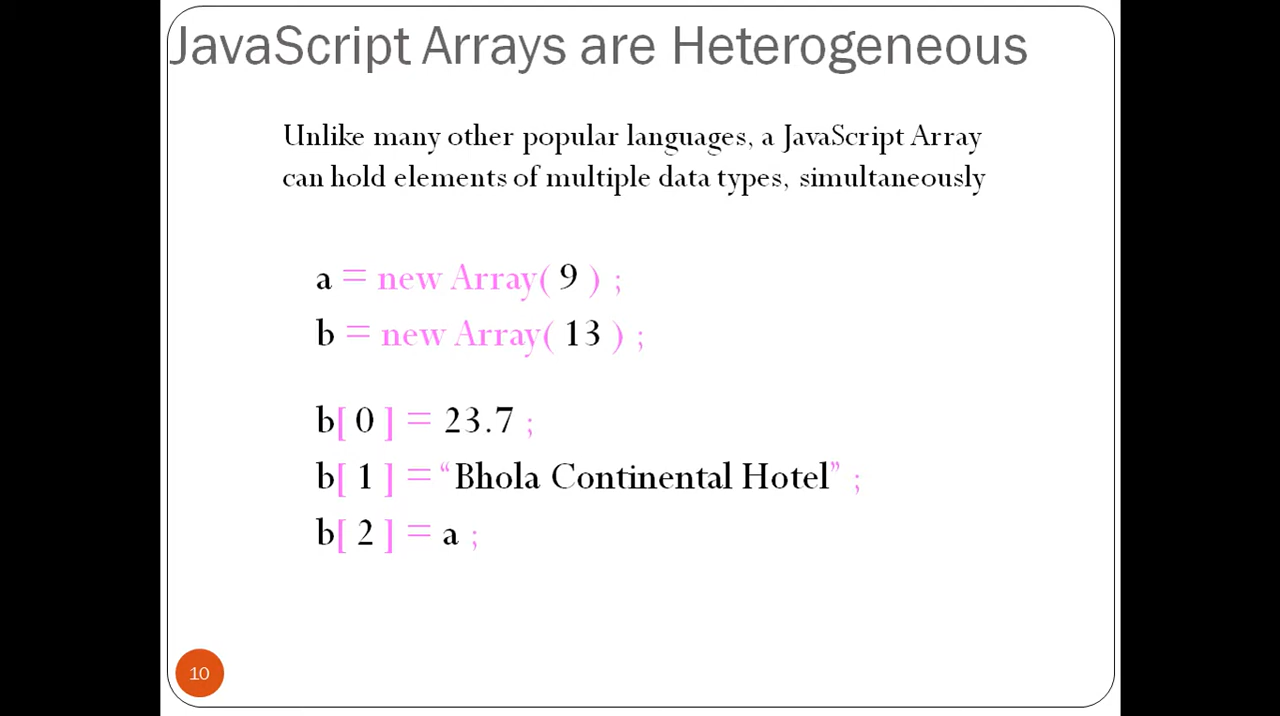 JavaScript Arrays are Heterogeneous
Unlike many other popular languages, a JavaScript Array
can hold elements of multiple data types, simultaneously
a = new Array( 9 ) ;
b = new Array( 13 ) ;
b[ 0 ] = 23.7 ;
b[ 1 ] = “Bhola Continental Hotel” ;
b[ 2 ] = a ;
10